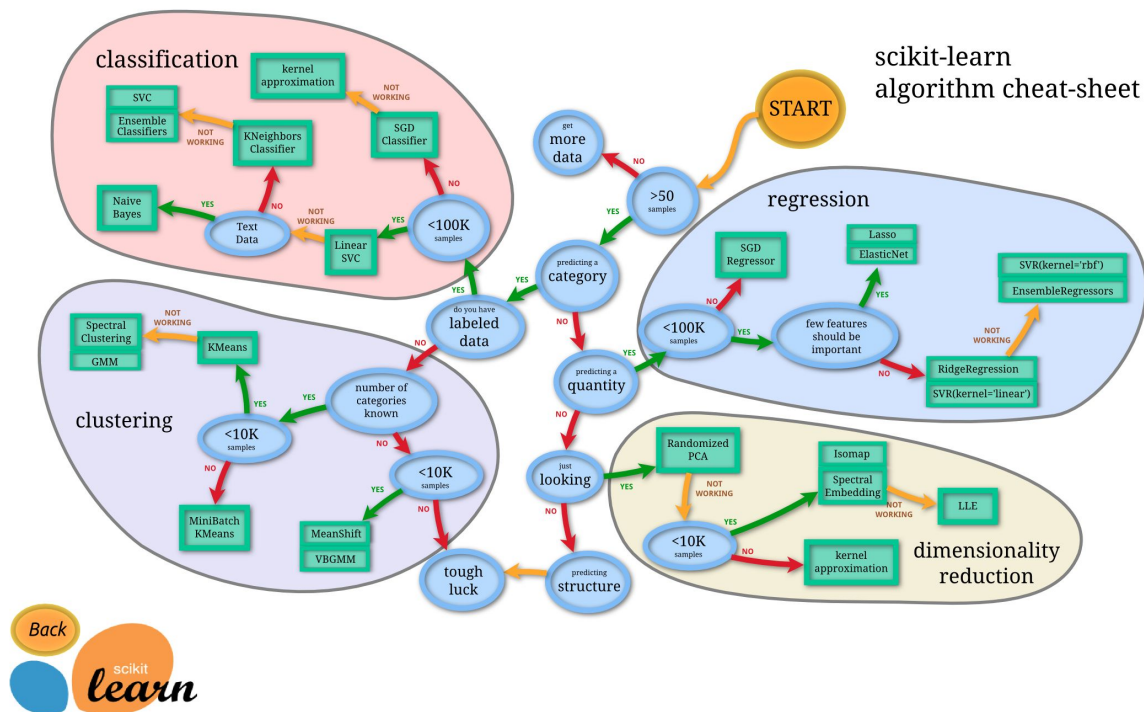 scikit-learn
algorithm cheat-sheet
START
classification
kernel
approximation
NOT
WORKING
SVC
Ensemble
Classifiers
NOT
WORKING
KNeighbors
Classifier
SGD
Classifier
NO
Naive
Bayes
YES
NO
Text
Data
NOT
WORKING
Linear
SVC
YES
<100K
samples
YES
get
more
data
NO
>50
samples
YES
predicting a
category
YES
NO
do you have
labeled
data
NO
predicting a
quantity
YES
NO
just
looking
YES
NO
predicting
structure
tough
luck
regression
SGD
Regressor
NO
<100K
samples
YES
Lasso
ElasticNet
YES
few features
should be
important
NO
SVR(kernel='rbf')
EnsembleRegressors
NOT
WORKING
RidgeRegression
SVR(kernel='linear')
clustering
Spectral
Clustering
GMM
NOT
WORKING
KMeans
YES
number of
categories
known
YES
NO
<10K
samples
NO
MiniBatch
KMeans
<10K
samples
YES
NO
MeanShift
VBGMM
dimensionality
reduction
Randomized
PCA
NOT
WORKING
<10K
samples
YES
NO
Isomap
Spectral
Embedding
NOT
WORKING
LLE
kernel
approximation
Back
scikit
learn